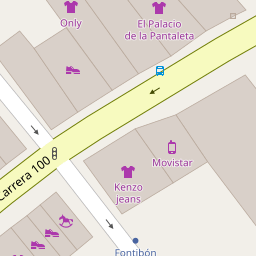 Only
El Palacio
de la Pantaleta
Movistar
Carrera 100
Kenzo
jeans
Fontibón